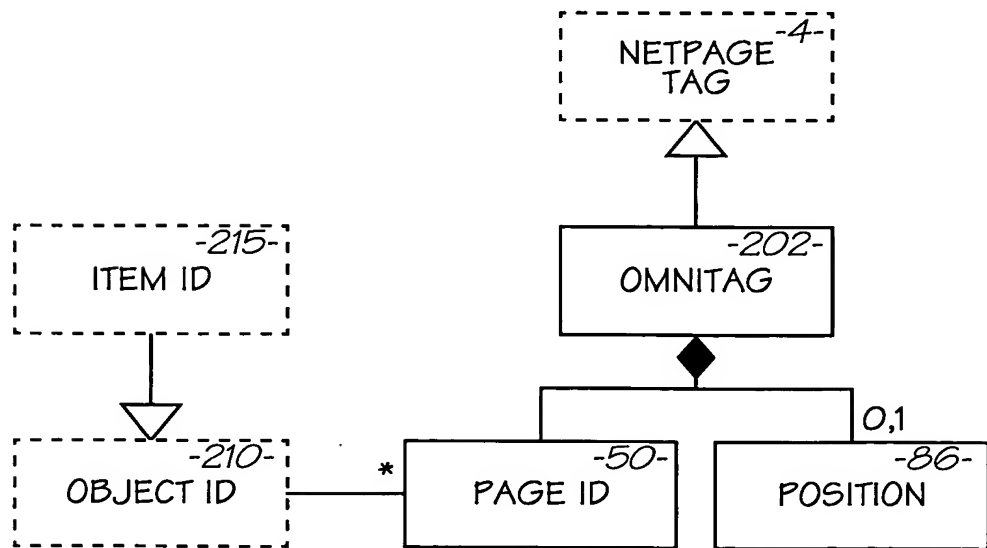 -4-
NETPAGE
TAG
-215-
ITEM ID
-202-
OMNITAG
0,1
-210-
OBJECT ID
*
-50-
PAGE ID
-86-
POSITION